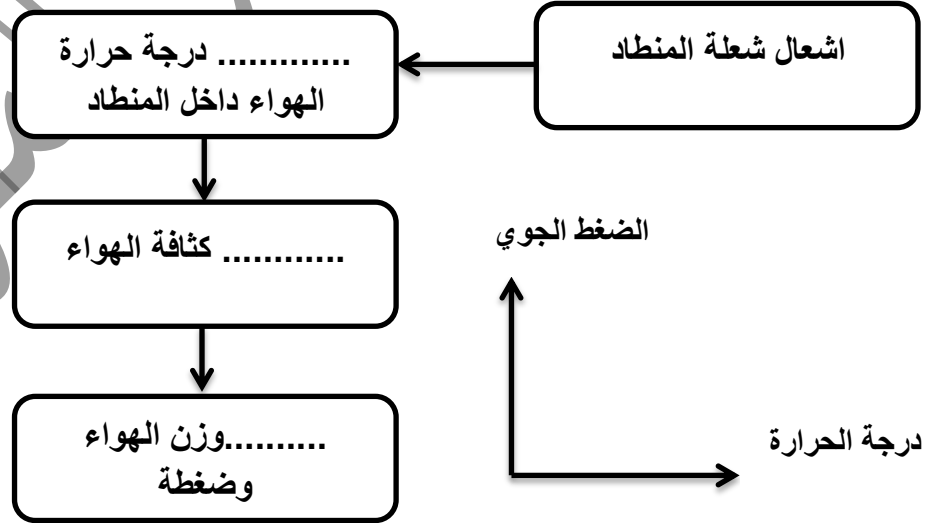 اشعال شعلة المنطاد
............. درجة حرارة
الهواء داخل المنطاد
............ كثافة الهواء
..........وزن الهواء
وضغطة
الضغط الجوي
درجة الحرارة